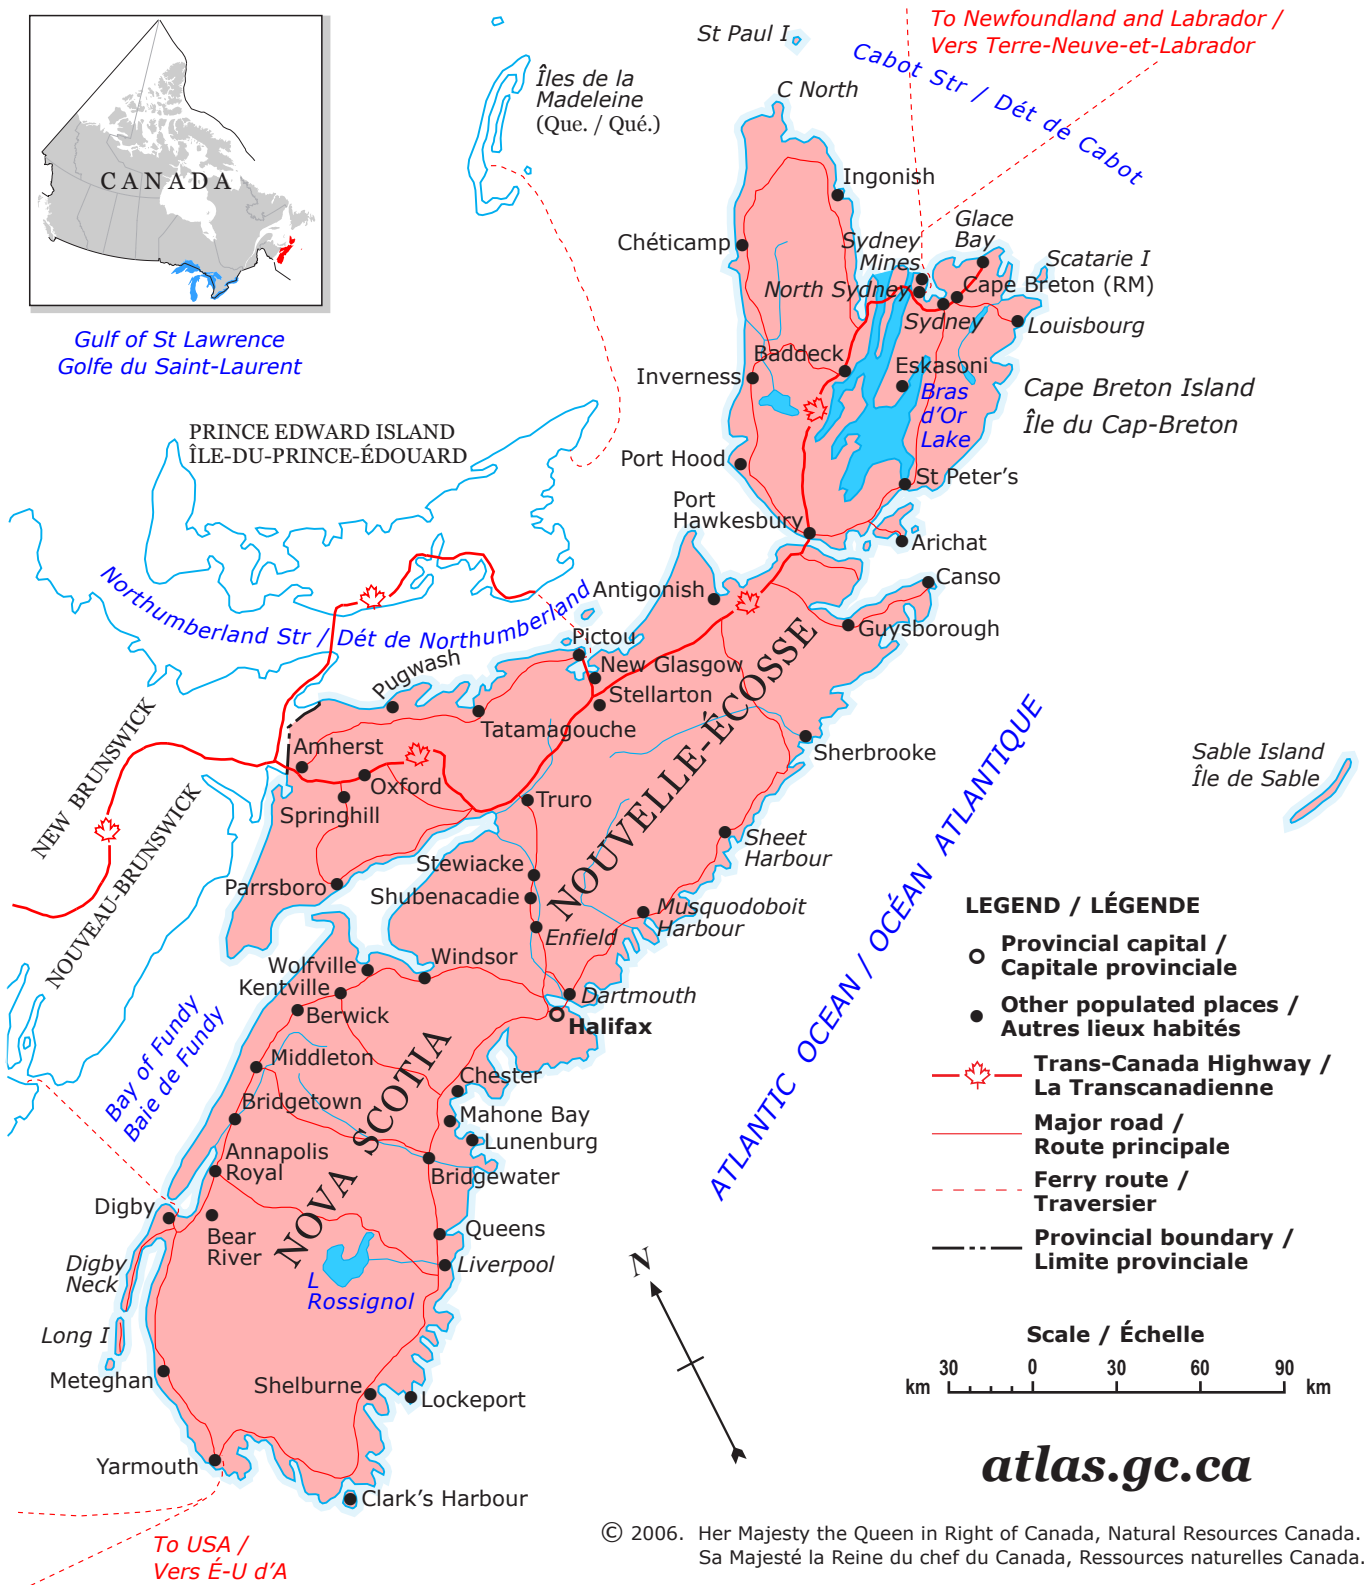 CANADA
Gulf of St Lawrence
Golfe du Saint-Laurent
Îles de la
Madeleine
(Que. / Qué.)
St Paul I
To Newfoundland and Labrador /
Vers Terre-Neuve-et-Labrador
Cabot Str / Dét de Cabot
C North
Ingonish
Chéticamp
Sydney
Mines
Glace
Bay
Scatarie I
North Sydney
Cape Breton (RM)
Sydney
Louisbourg
Baddeck
Eskasoni
Inverness
Bras
d'Or
Lake
Cape Breton Island
Île du Cap-Breton
PRINCE EDWARD ISLAND
ÎLE-DU-PRINCE-ÉDOUARD
Port Hood
St Peter's
Port
Hawkesbury
Arichat
Canso
Antigonish
Guysborough
Northumberland Str / Dét de Northumberland
Pictou
New Glasgow
Stellarton
Pugwash
Tatamagouche
Amherst
Oxford
Springhill
Truro
Sherbrooke
NEW BRUNSWICK
NOUVEAU-BRUNSWICK
NOUVELLE-ÉCOSSE
Sable Island
Île de Sable
Sheet
Harbour
Stewiacke
Shubenacadie
Parrsboro
Musquodoboit
Harbour
Enfield
Windsor
Wolfville
Kentville
Berwick
Dartmouth
Halifax
ATLANTIC OCEAN / OCÉAN ATLANTIQUE
Bay of Fundy
Baie de Fundy
Middleton
Chester
Bridgetown
Mahone Bay
Lunenburg
Annapolis
Royal
Bridgewater
NOVA SCOTIA
Digby
Bear
River
Queens
Liverpool
Digby
Neck
L
Rossignol
Long I
Meteghan
Shelburne
Lockeport
Yarmouth
Clark's Harbour
To USA /
Vers É-U d'A
N
LEGEND / LÉGENDE
Provincial capital /
Capitale provinciale
Other populated places /
Autres lieux habités
Trans-Canada Highway /
La Transcanadienne
Major road /
Route principale
Ferry route /
Traversier
Provincial boundary /
Limite provinciale
Scale / Échelle
km 30 0 30 60 90 km
atlas.gc.ca
© 2006. Her Majesty the Queen in Right of Canada, Natural Resources Canada.
Sa Majesté la Reine du chef du Canada, Ressources naturelles Canada.